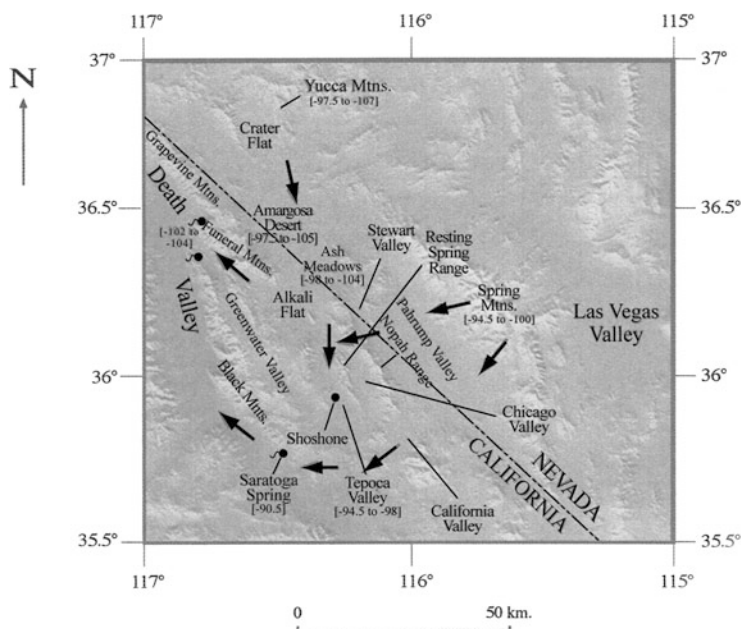 117°
116°
115°
37°
37°
N
Yucca Mtns.
[-97.5 to -107]
Crater
Flat
Grapevine Mtns.
Death
Valley
36.5°
36.5°
Amargosa
Desert
[-97.5 to -105]
[-102 to
-104]
Funeral Mtns.
Stewart
Valley
Resting
Spring
Range
Ash
Meadows
[-98 to -104]
Alkali
Flat
Spring
Mtns.
[-94.5 to -100]
Las Vegas
Valley
Greenwater Valley
Pahrump Valley
Nopah Range
36°
36°
Black Mnts.
Chicago
Valley
Shoshone
Saratoga
Spring
[-90.5]
Tepoca
Valley
[-94.5 to -98]
California
Valley
NEVADA
CALIFORNIA
35.5°
35.5°
117°
116°
115°
0
50 km.